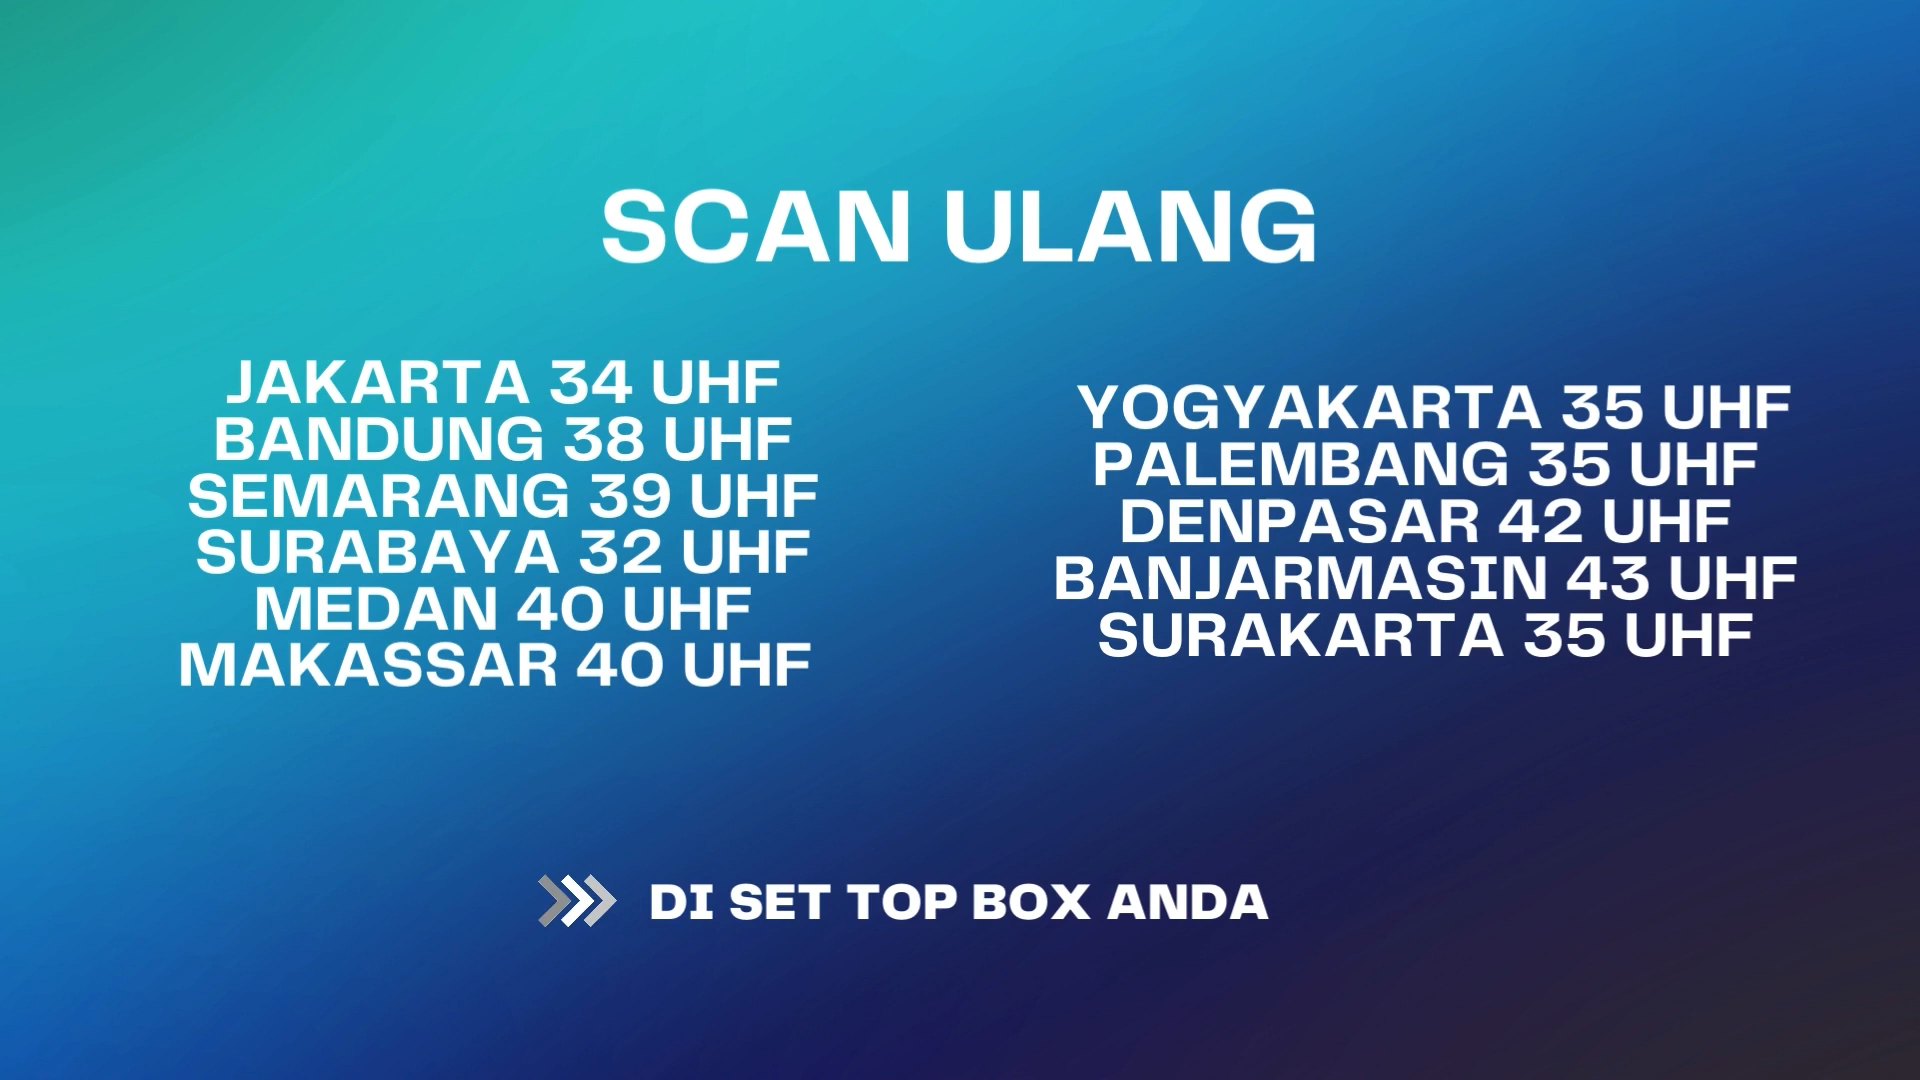 SCAN ULANG
JAKARTA 34 UHF
BANDUNG 38 UHF
SEMARANG 39 UHF
SURABAYA 32 UHF
MEDAN 40 UHF
MAKASSAR 40 UHF
YOGYAKARTA 35 UHF
PALEMBANG 35 UHF
DENPASAR 42 UHF
BANJARMASIN 43 UHF
SURAKARTA 35 UHF
DI SET TOP BOX ANDA